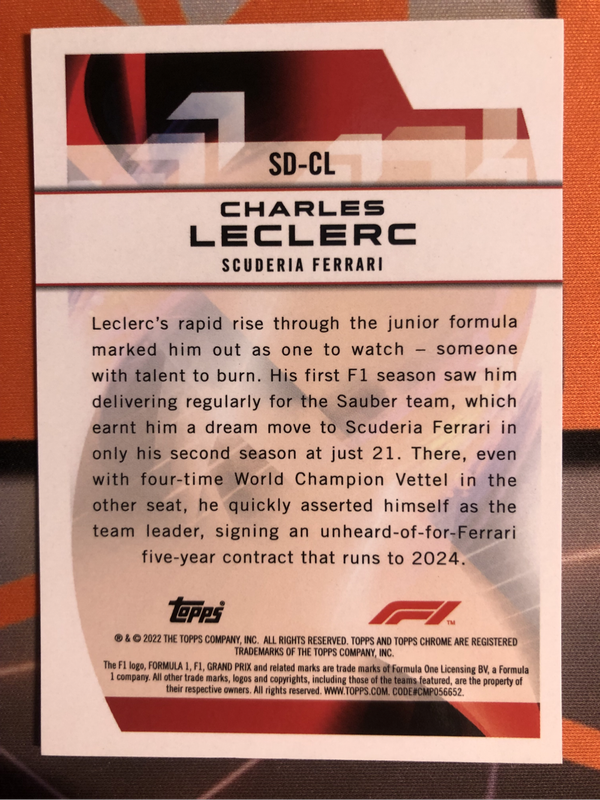 SD-CL
CHARLES
LECLERC
SCUDERIA FERRARI
Leclerc's rapid rise through the junior formula
marked him out as one to watch – someone
with talent to burn. His first F1 season saw him
delivering regularly for the Sauber team, which
earnt him a dream move to Scuderia Ferrari in
only his second season at just 21. There, even
with four-time World Champion Vettel in the
other seat, he quickly asserted himself as the
team leader, signing an unheard-of-for-Ferrari
five-year contract that runs to 2024.
Topps F1 ™
® & © 2022 THE TOPPS COMPANY, INC. ALL RIGHTS RESERVED. TOPPS AND TOPPS CHROME ARE REGISTERED
TRADEMARKS OF THE TOPPS COMPANY, INC.
The F1 logo, FORMULA 1, F1, GRAND PRIX and related marks are trade marks of Formula One Licensing BV, a Formula
1 company. All other trade marks, logos and copyrights, including those of the teams featured, are the property of
their respective owners. All rights reserved. WWW.TOPPS.COM. CODE#CMP056652.